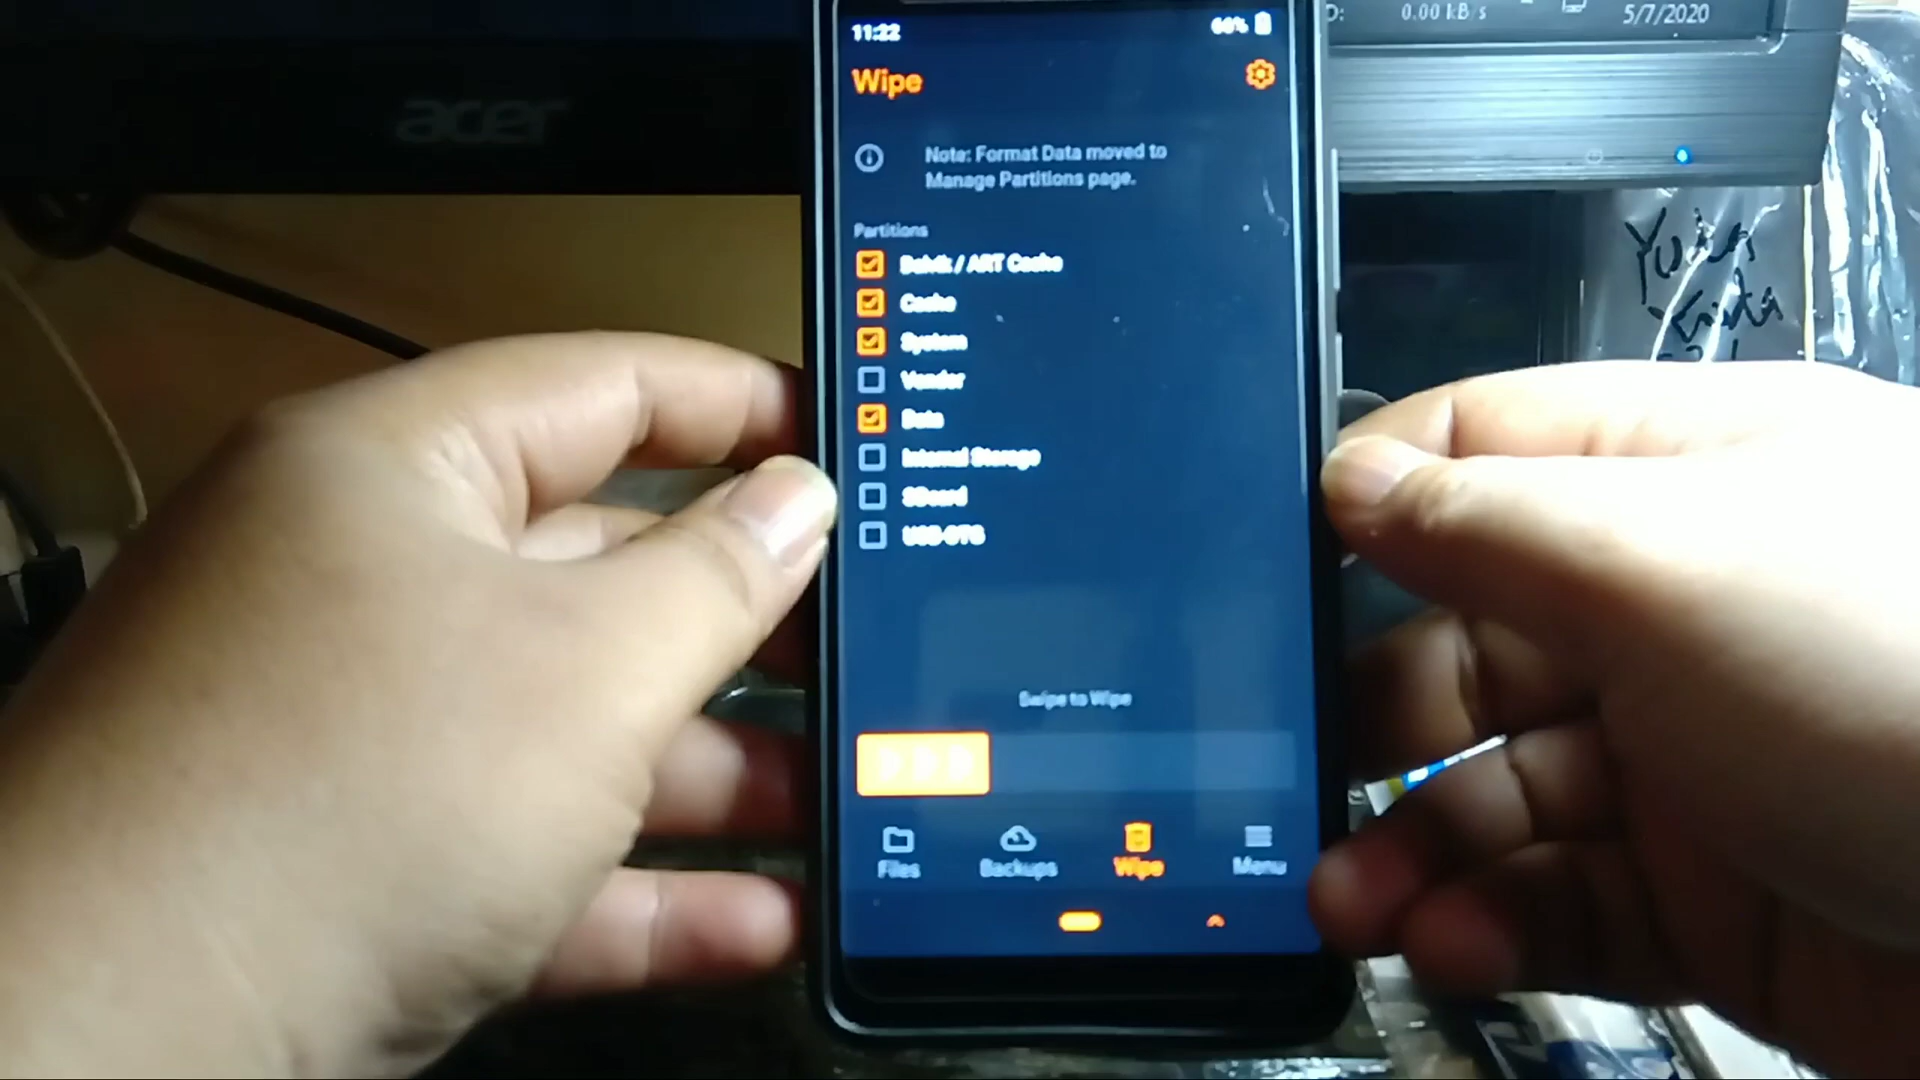 0.00 kB/s
5/7/2020
acer
11:22
Wipe
Note: Format Data moved to
Manage Partitions page.
Partitions
Dalvik / ART Cache
Cache
System
Vendor
Data
Internal Storage
SDcard
USB-OTG
Swipe to Wipe
Files
Backups
Wipe
Menu